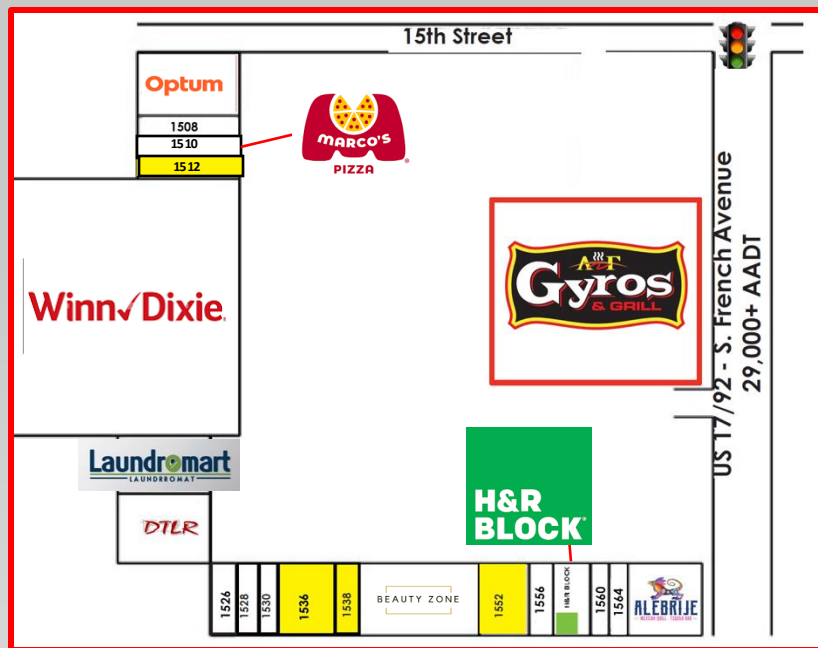 15th Street
Optum
1508
1510
1512
MARCO'S
PIZZA
Winn✓Dixie
A&F
Gyros
& GRILL
US 17/92 - S. French Avenue
29,000+ AADT
Laundromart
LAUNDRROMAT
DTLR
H&R
BLOCK
1526
1528
1530
1536
1538
BEAUTY ZONE
1552
1556
H&R BLOCK
1560
1564
ALEBRIJE